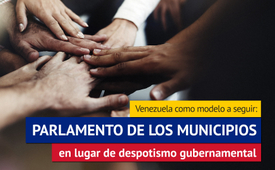 Venezuela como modelo a seguir:
PARLAMENTO DE LOS MUNICIPIOS
en lugar de despotismo gubernamental